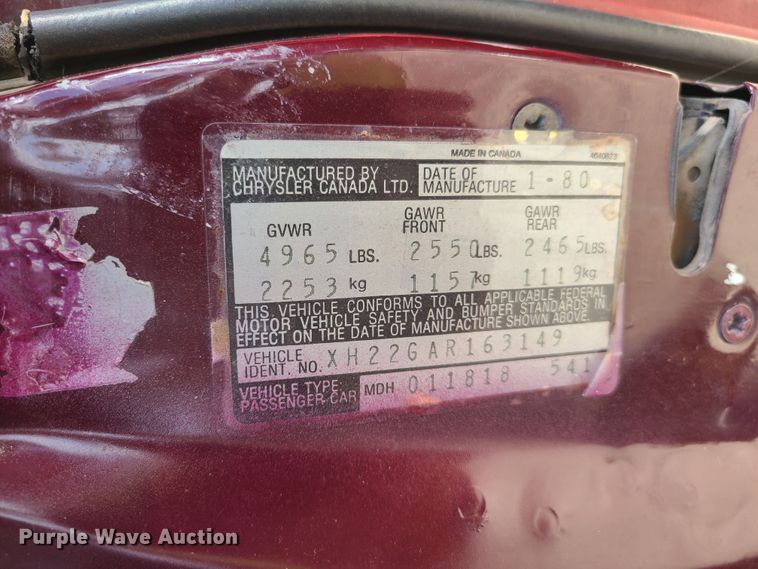 MADE IN CANADA 4040823
MANUFACTURED BY
CHRYSLER CANADA LTD.
DATE OF
MANUFACTURE 1-80
GVWR
4965 LBS.
2253 kg
GAWR
FRONT
2550 LBS.
1157 kg
GAWR
REAR
2465 LBS.
1119 kg
THIS VEHICLE CONFORMS TO ALL APPLICABLE FEDERAL
MOTOR VEHICLE SAFETY AND BUMPER STANDARDS IN
EFFECT ON THE DATE OF MANUFACTURE SHOWN ABOVE.
VEHICLE
IDENT. NO. XH22GAR163149
VEHICLE TYPE
PASSENGER CAR
MDH 011818 541
Purple Wave Auction